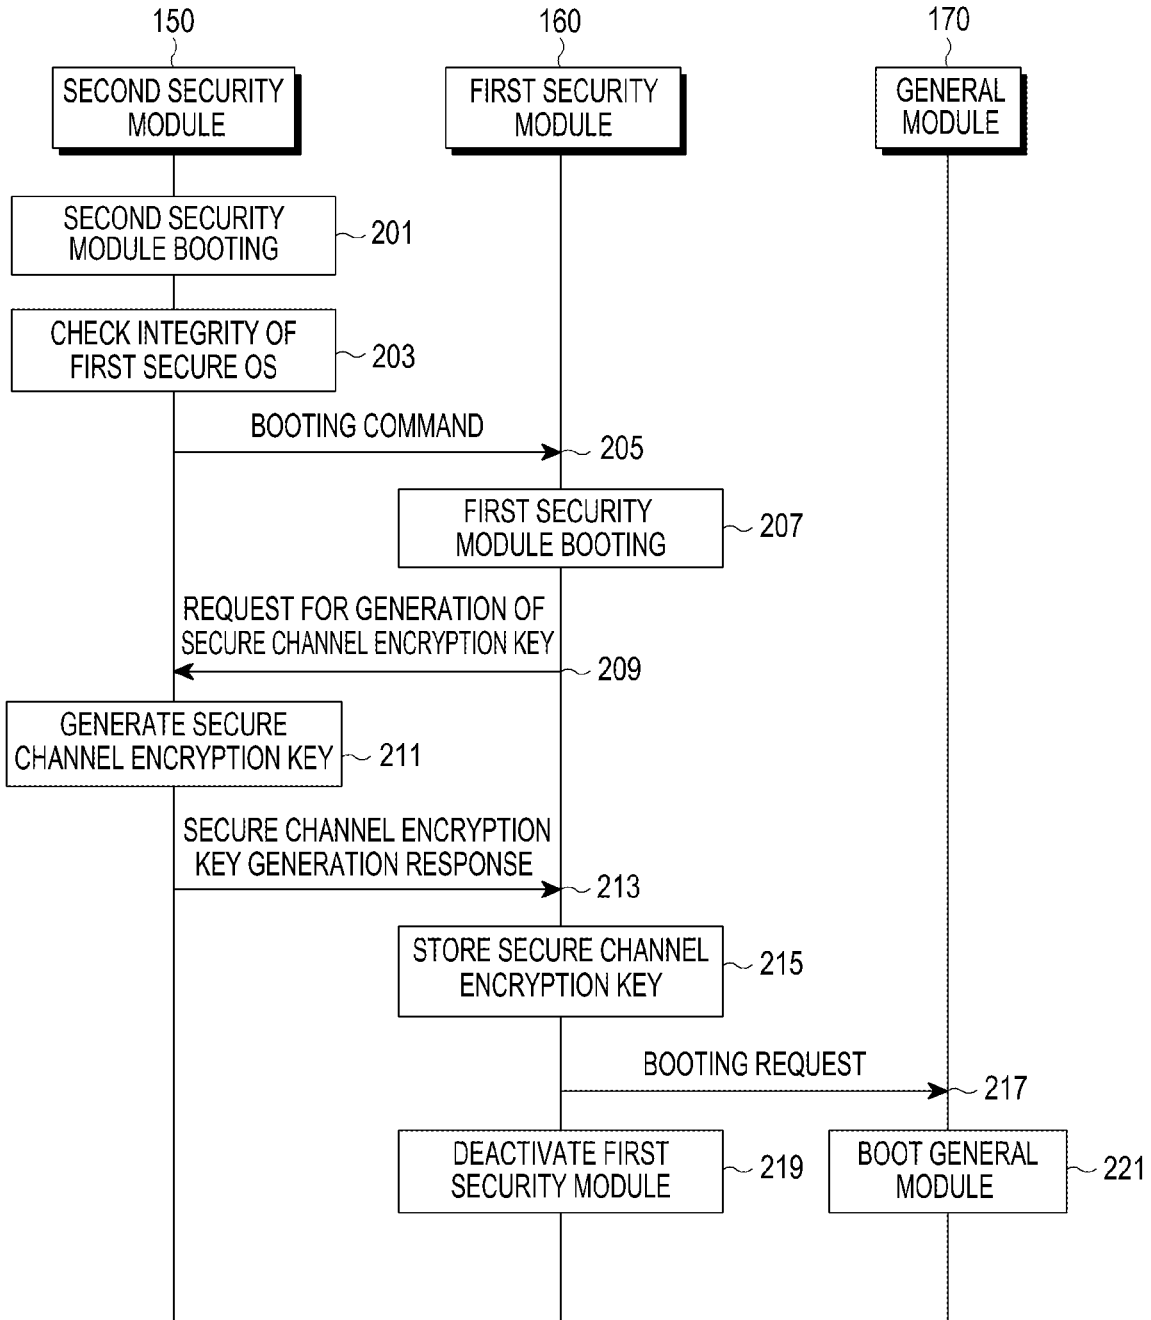 150
160
170
SECOND SECURITY
MODULE
FIRST SECURITY
MODULE
GENERAL
MODULE
SECOND SECURITY
MODULE BOOTING
201
CHECK INTEGRITY OF
FIRST SECURE OS
203
BOOTING COMMAND
205
FIRST SECURITY
MODULE BOOTING
207
REQUEST FOR GENERATION OF
SECURE CHANNEL ENCRYPTION KEY
209
GENERATE SECURE
CHANNEL ENCRYPTION KEY
211
SECURE CHANNEL ENCRYPTION
KEY GENERATION RESPONSE
213
STORE SECURE CHANNEL
ENCRYPTION KEY
215
BOOTING REQUEST
217
DEACTIVATE FIRST
SECURITY MODULE
219
BOOT GENERAL
MODULE
221